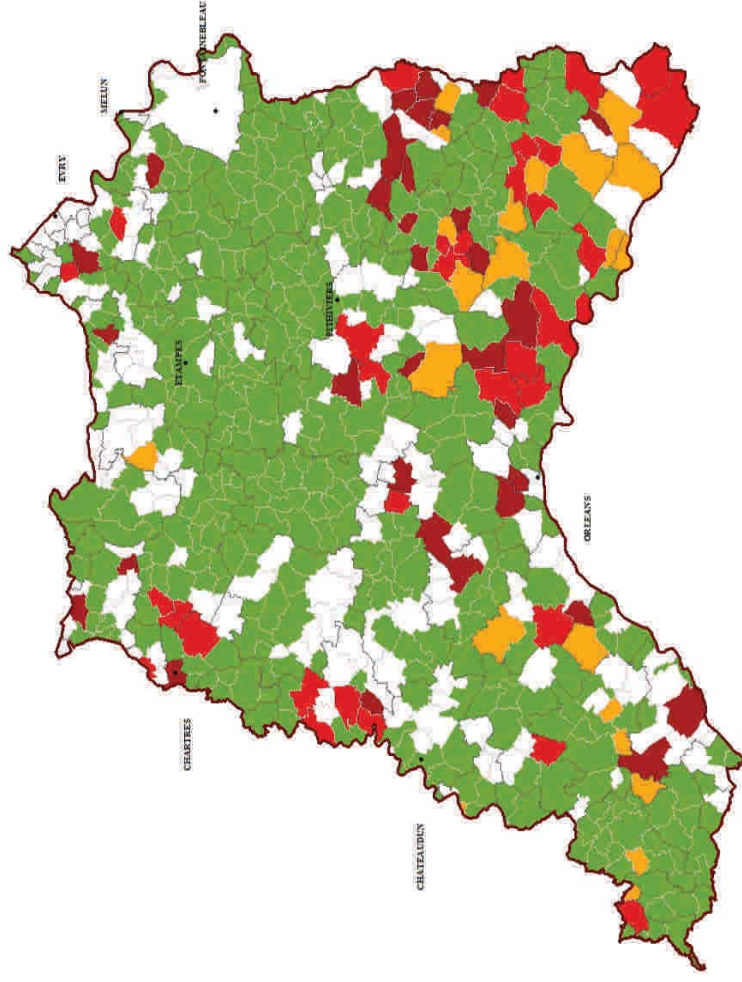 FONTAINEBLEAU
MELUN
EVRY
PITHIVIERS
ETAMPES
ORLEANS
CHARTRES
CHATEAUDUN